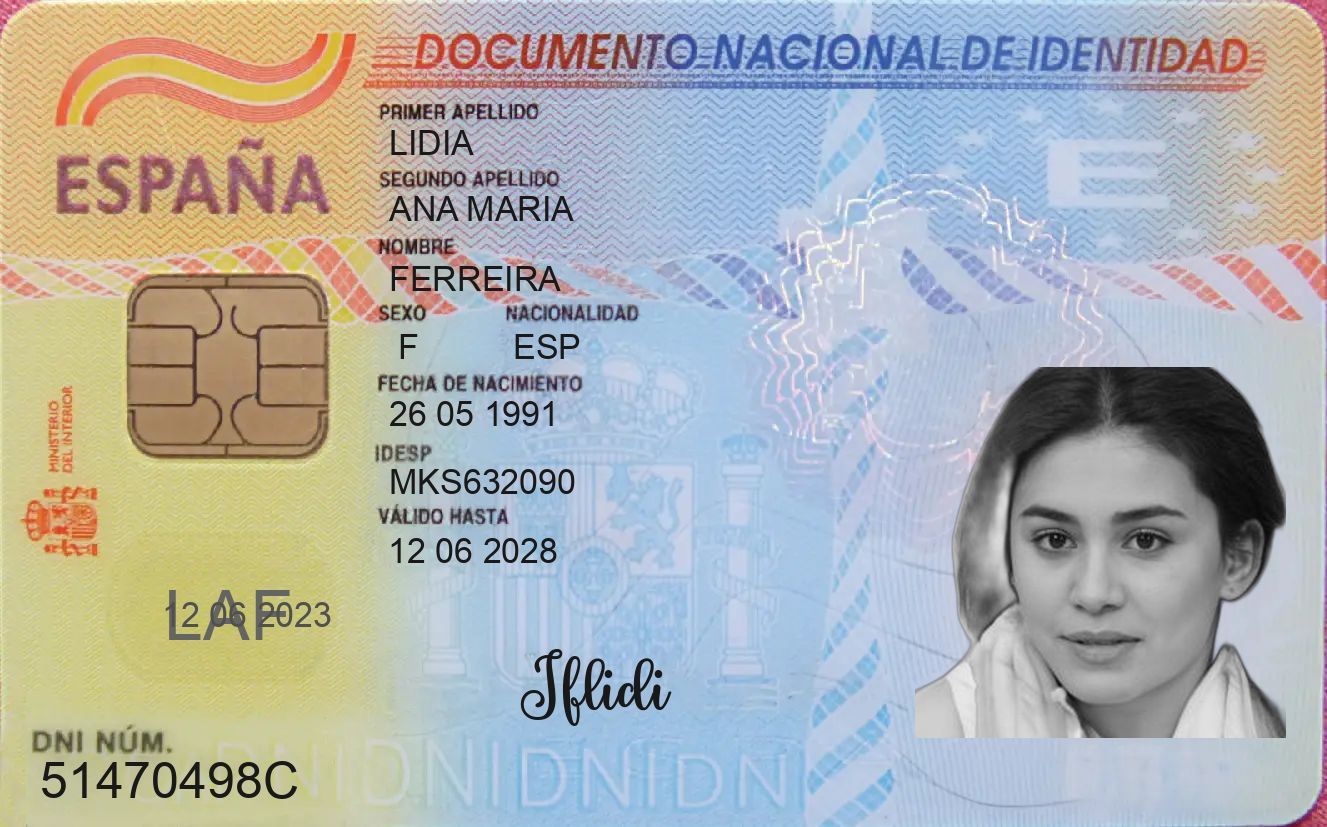 DOCUMENTO NACIONAL DE IDENTIDAD
ESPAÑA
PRIMER APELLIDO
LIDIA
SEGUNDO APELLIDO
ANA MARIA
NOMBRE
FERREIRA
SEXO NACIONALIDAD
F ESP
FECHA DE NACIMIENTO
26 05 1991
IDESP
MKS632090
VÁLIDO HASTA
12 06 2028
MINISTERIO
DEL INTERIOR
E
LAF
12 06 2023
Jflidi
DNI NÚM.
51470498C
DNIDNIDNIDNI